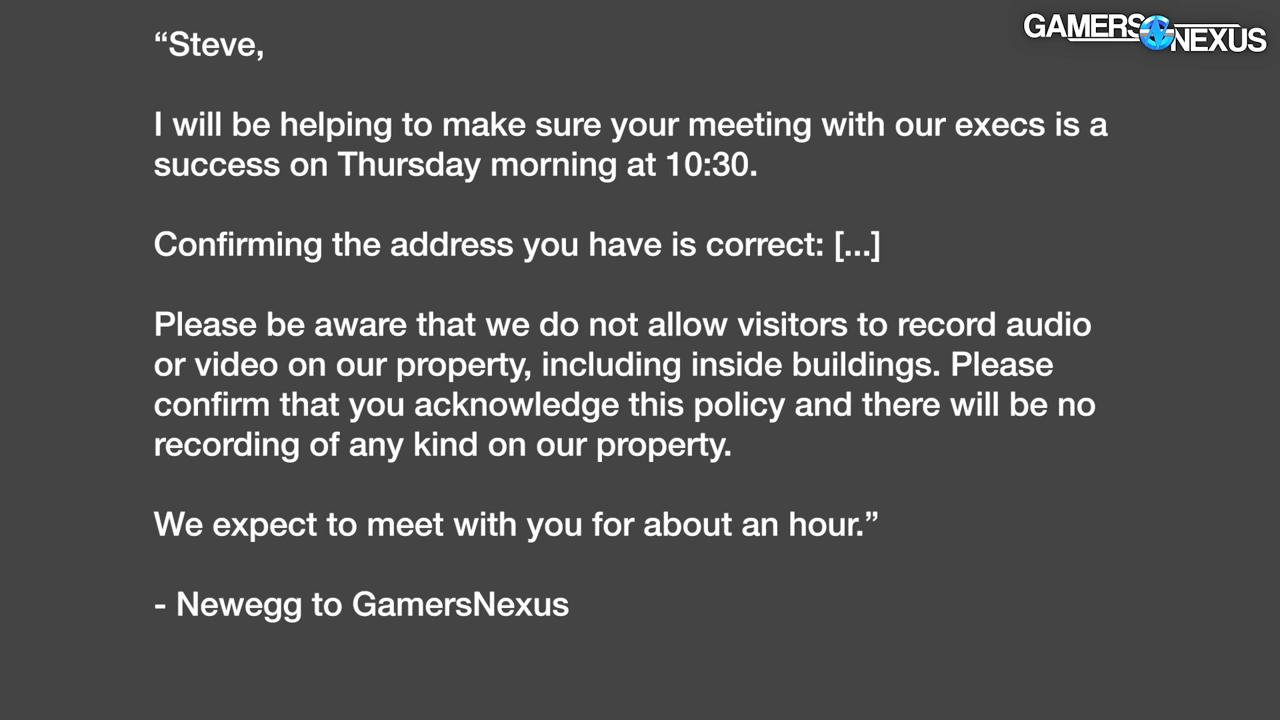 GAMERS NEXUS
“Steve,
I will be helping to make sure your meeting with our execs is a
success on Thursday morning at 10:30.
Confirming the address you have is correct: [...]
Please be aware that we do not allow visitors to record audio
or video on our property, including inside buildings. Please
confirm that you acknowledge this policy and there will be no
recording of any kind on our property.
We expect to meet with you for about an hour.”
- Newegg to GamersNexus